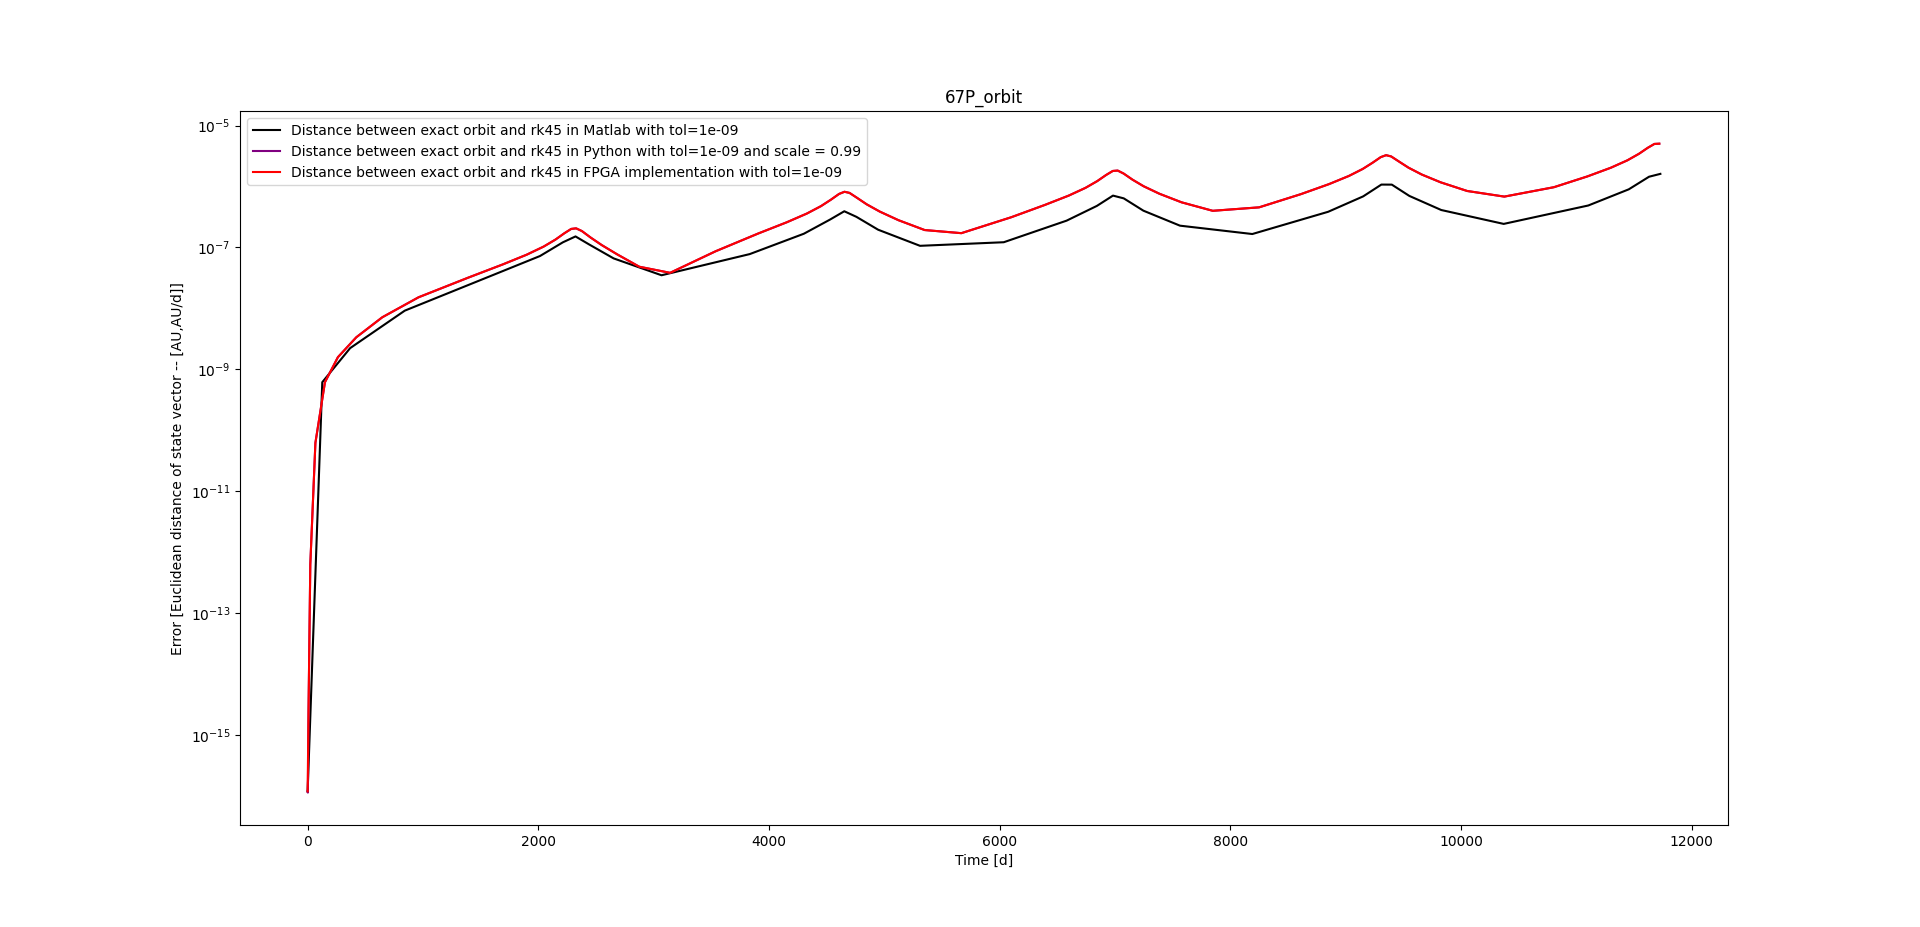 67P_orbit
Distance between exact orbit and rk45 in Matlab with tol=1e-09
Distance between exact orbit and rk45 in Python with tol=1e-09 and scale = 0.99
Distance between exact orbit and rk45 in FPGA implementation with tol=1e-09
Error [Euclidean distance of state vector -- [AU,AU/d]]
10⁻⁵
10⁻⁷
10⁻⁹
10⁻¹¹
10⁻¹³
10⁻¹⁵
0 2000 4000 6000 8000 10000 12000
Time [d]